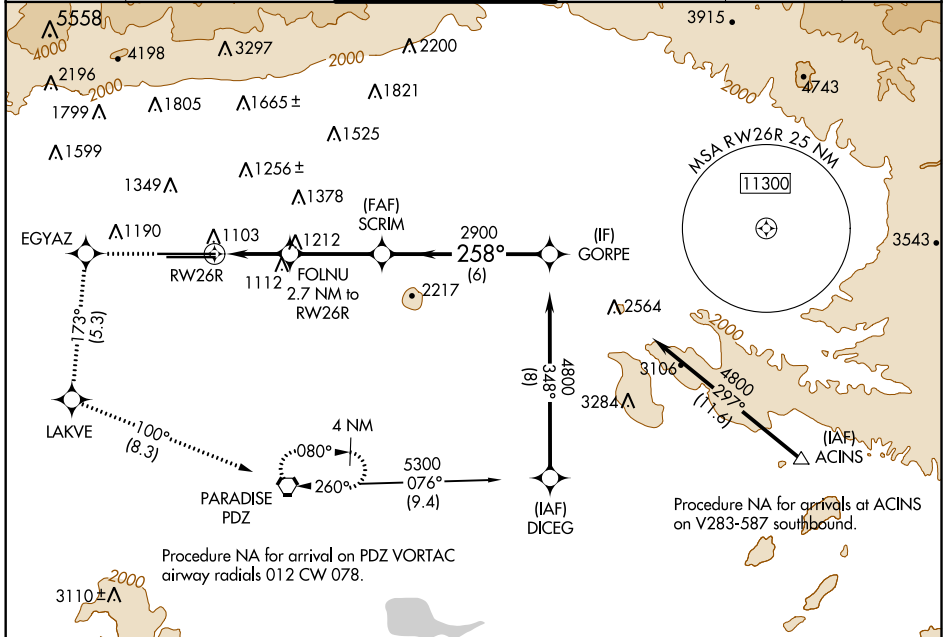 5558
4000
4198
3297
2200
3915
2000
2196
2000
1799
1805
1665 ±
1821
2000
4743
1525
MSA RW26R 25 NM
11300
1599
1256 ±
1349
1378
(FAF)
SCRIM
EGYAZ
1190
1103
1212
2900
258°
(6)
(IF)
GORPE
3543
RW26R
1112
FOLNU
2.7 NM to
RW26R
2217
2564
2000
173°
(5.3)
4800
348°
(8)
3106
4800
297°
(11.6)
3284
LAKVE
100°
(8.3)
4 NM
080°
260°
PARADISE
PDZ
5300
076°
(9.4)
(IAF)
DICEG
(IAF)
ACINS
Procedure NA for arrivals at ACINS
on V283-587 southbound.
Procedure NA for arrival on PDZ VORTAC
airway radials 012 CW 078.
2000
3110 ±